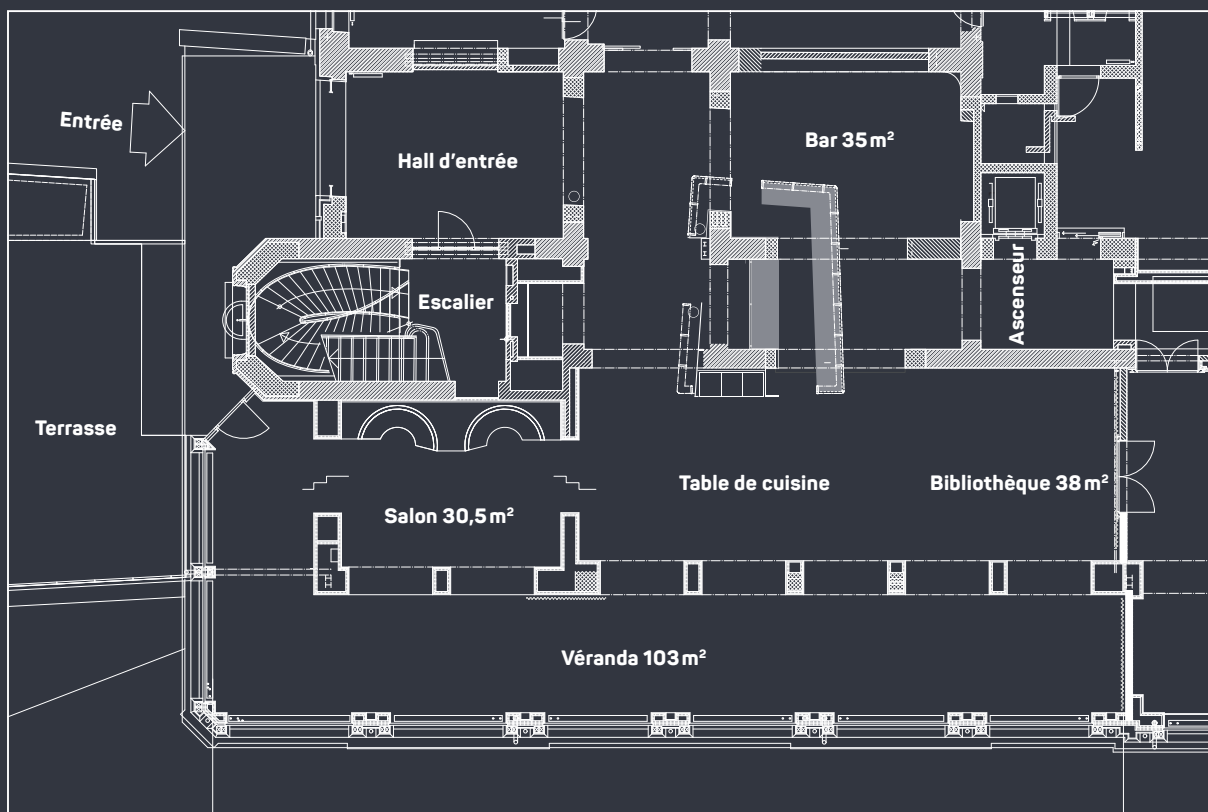 Entrée
Hall d’entrée
Bar 35 m²
Escalier
Ascenseur
Terrasse
Table de cuisine
Bibliothèque 38 m²
Salon 30,5 m²
Véranda 103 m²